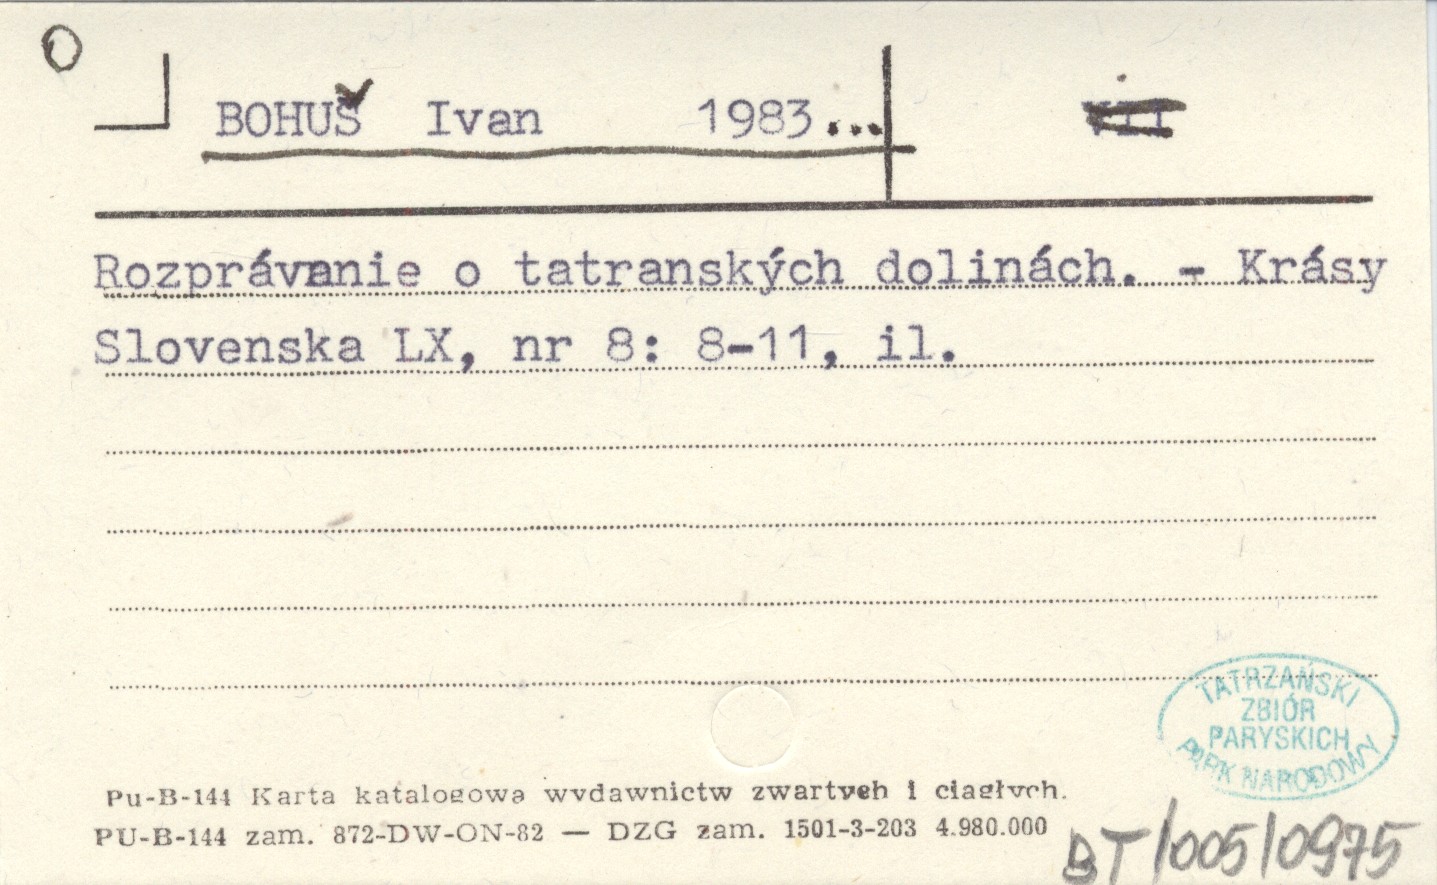 BOHUŠ Ivan 1983...
VII
Rozprávanie o tatranských dolinách. - Krásy
Slovenska LX, nr 8: 8-11, il.
TATRZAŃSKI
ZBIÓR
PARYSKICH
PARK NARODOWY
Pu-B-144 Karta katalogowa wydawnictw zwartych i ciągłych.
PU-B-144 zam. 872-DW-ON-82 — DZG zam. 1501-3-203 4.980.000
BT/005/0975